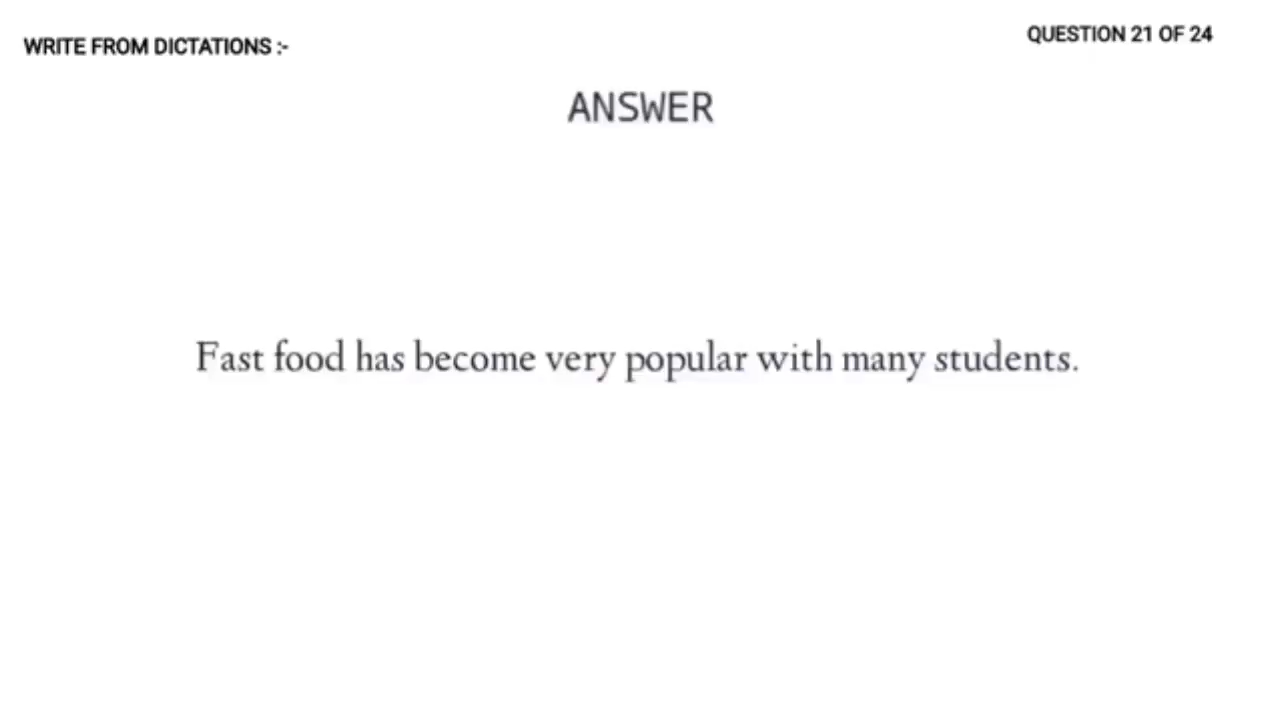 WRITE FROM DICTATIONS :-
QUESTION 21 OF 24
ANSWER
Fast food has become very popular with many students.